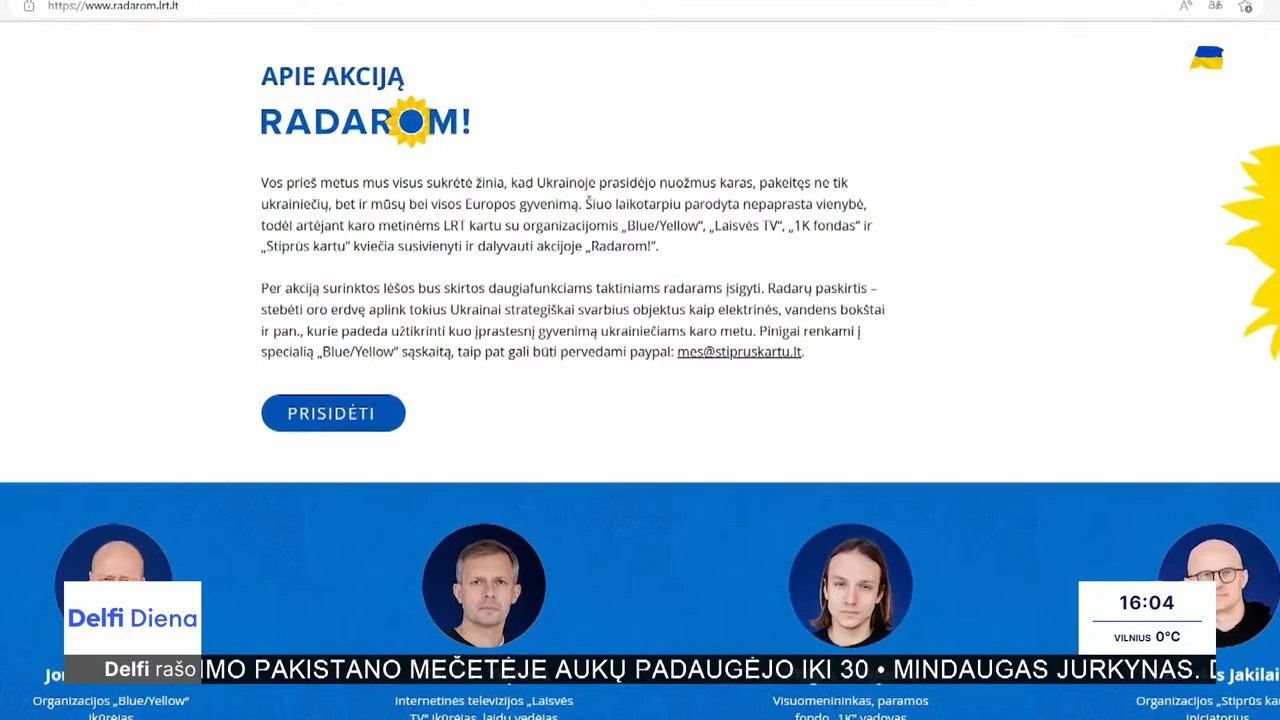 https://www.radarom.lrt.lt
APIE AKCIJĄ
RADAROM!
Vos prieš metus mus visus sukrėtė žinia, kad Ukrainoje prasidėjo nuožmus karas, pakeitęs ne tik
ukrainiečių, bet ir mūsų bei visos Europos gyvenimą. Šiuo laikotarpiu parodyta nepaprasta vienybė,
todėl artėjant karo metinėms LRT kartu su organizacijomis „Blue/Yellow“, „Laisvės TV“, „1K fondas“ ir
„Stiprūs kartu“ kviečia susivienyti ir dalyvauti akcijoje „Radarom!“.
Per akciją surinktos lėšos bus skirtos daugiafunkciams taktiniams radarams įsigyti. Radarų paskirtis –
stebėti oro erdvę aplink tokius Ukrainai strategiškai svarbius objektus kaip elektrinės, vandens bokštai
ir pan., kurie padeda užtikrinti kuo įprastesnį gyvenimą ukrainiečiams karo metu. Pinigai renkami į
specialią „Blue/Yellow“ sąskaitą, taip pat gali būti pervedami paypal: mes@stipruskartu.lt.
PRISIDĖTI
Delfi Diena
16:04
VILNIUS 0°C
Delfi rašo
IMO PAKISTANO MEČETĖJE AUKŲ PADAUGĖJO IKI 30 • MINDAUGAS JURKYNAS.
Jakilai
Organizacijos „Blue/Yellow“
įkūrėjas
Internetinės televizijos „Laisvės
TV“ įkūrėjas, laidų vedėjas
Visuomenininkas, paramos
fondo „1K“ vadovas
Organizacijos „Stiprūs ka
iniciatorius